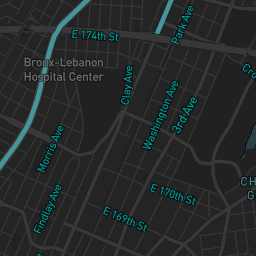 Park Ave
E 174th St
Bronx-Lebanon
Hospital Center
Clay Ave
Washington Ave
3rd Ave
Morris Ave
E 170th St
Findlay Ave
E 169th St